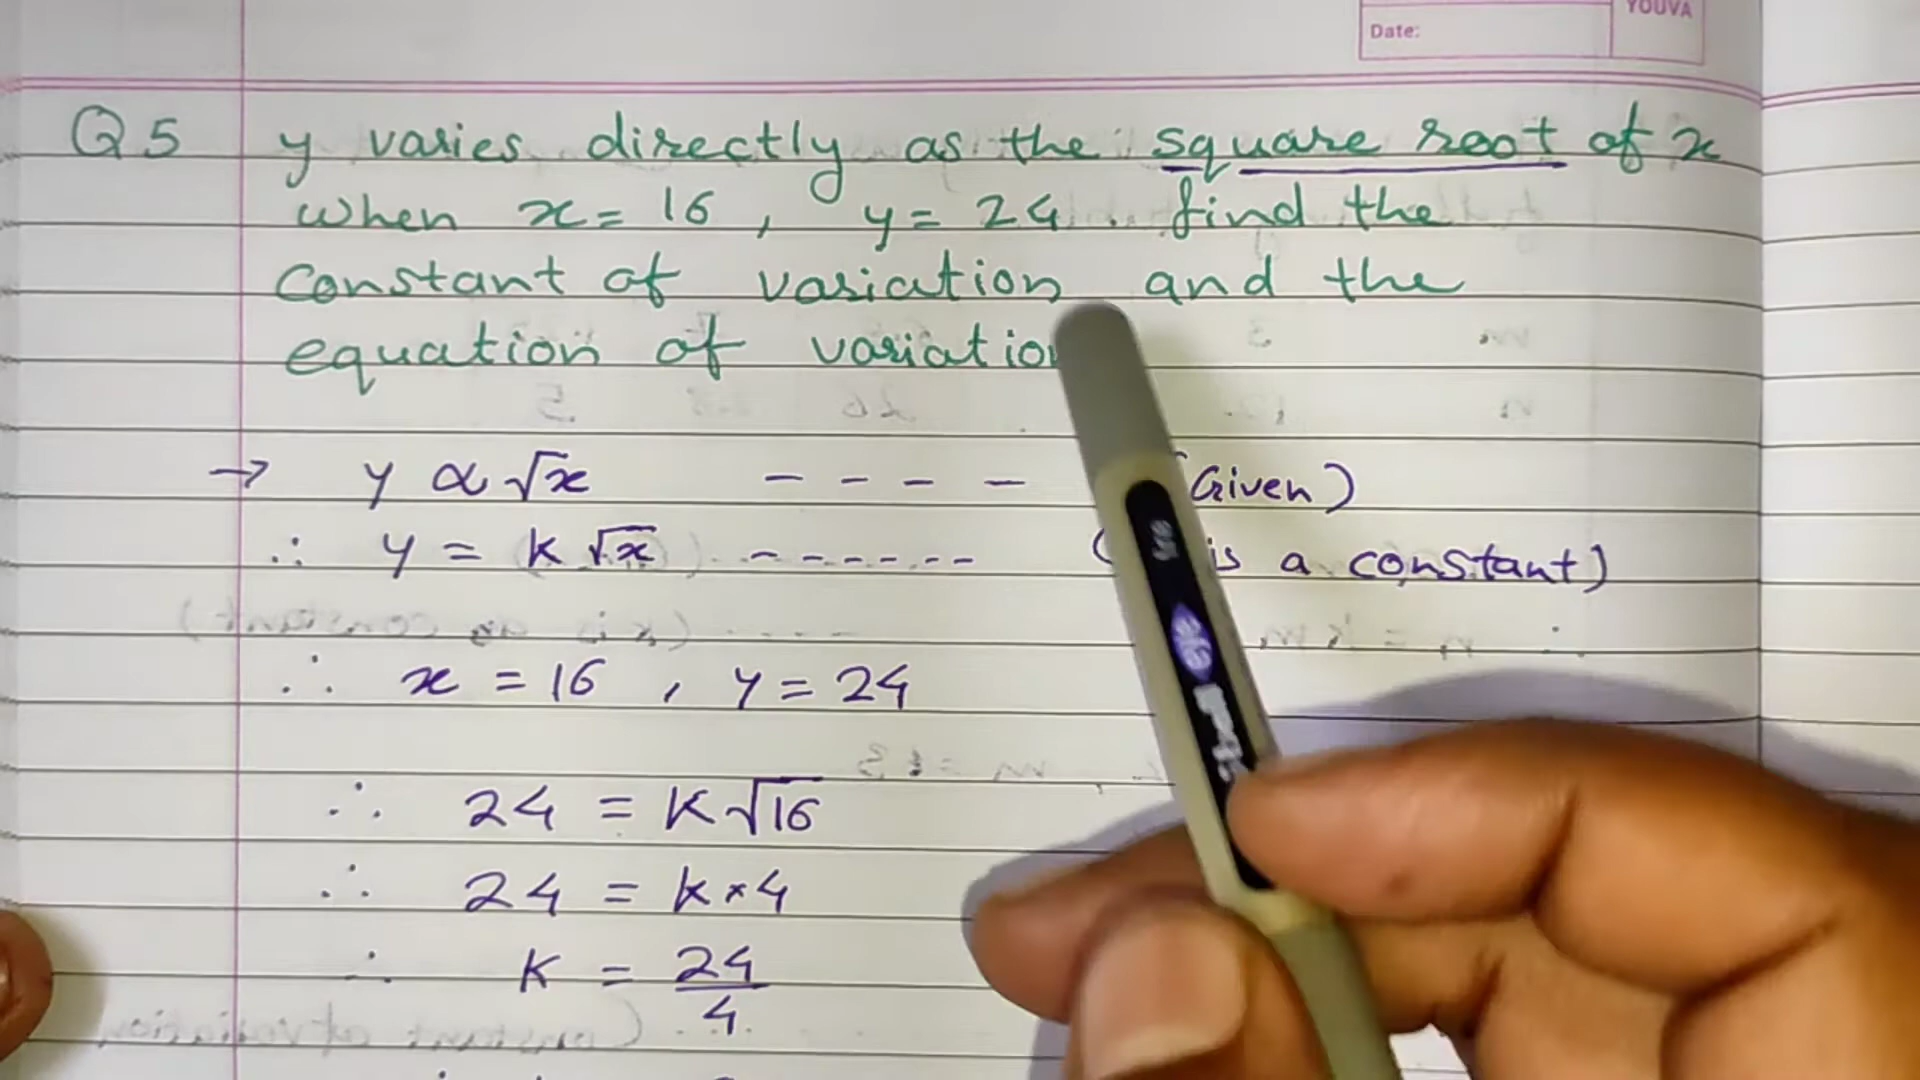 YOUVA
Date:
Q5 y varies directly as the square root of x
when x = 16 , y = 24 . find the
constant of variation and the
equation of variation
→ y ∝ √x - - - - (Given)
∴ y = k √x - - - - - - ( is a constant)
∴ x = 16 , y = 24
∴ 24 = k√16
∴ 24 = k × 4
∴ k = 24/4